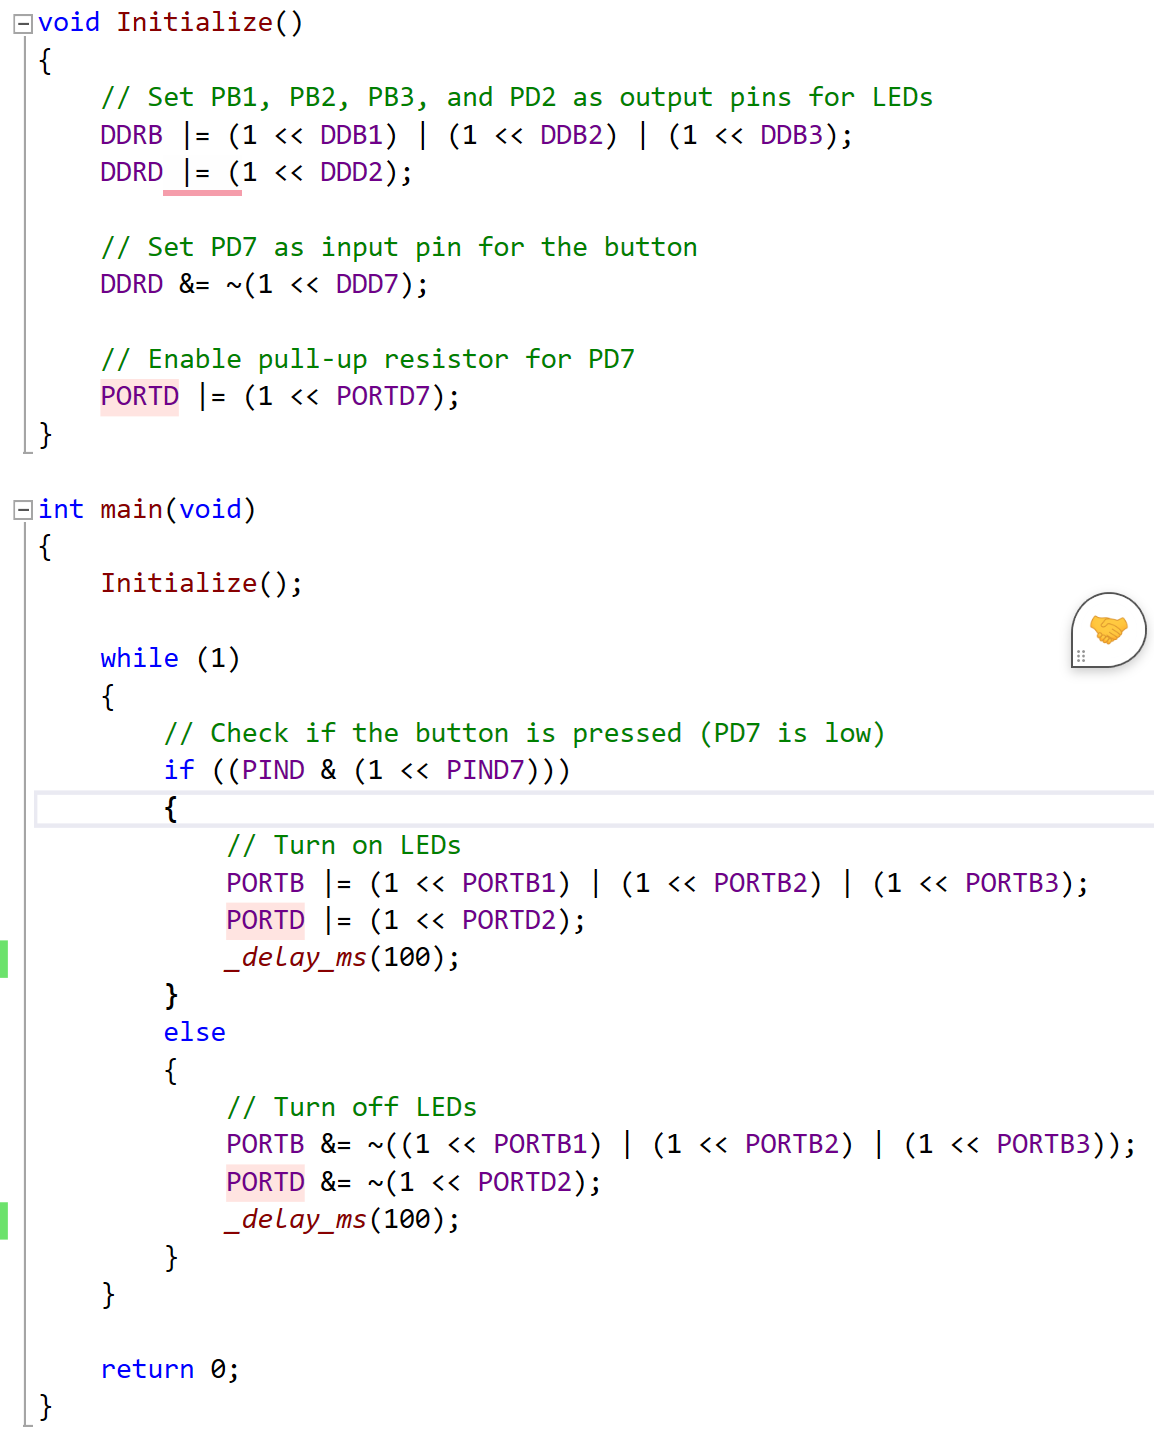 void Initialize()
{
    // Set PB1, PB2, PB3, and PD2 as output pins for LEDs
    DDRB |= (1 << DDB1) | (1 << DDB2) | (1 << DDB3);
    DDRD |= (1 << DDD2);

    // Set PD7 as input pin for the button
    DDRD &= ~(1 << DDD7);

    // Enable pull-up resistor for PD7
    PORTD |= (1 << PORTD7);
}

int main(void)
{
    Initialize();

    while (1)
    {
        // Check if the button is pressed (PD7 is low)
        if ((PIND & (1 << PIND7)))
        {
            // Turn on LEDs
            PORTB |= (1 << PORTB1) | (1 << PORTB2) | (1 << PORTB3);
            PORTD |= (1 << PORTD2);
            _delay_ms(100);
        }
        else
        {
            // Turn off LEDs
            PORTB &= ~((1 << PORTB1) | (1 << PORTB2) | (1 << PORTB3));
            PORTD &= ~(1 << PORTD2);
            _delay_ms(100);
        }
    }

    return 0;
}